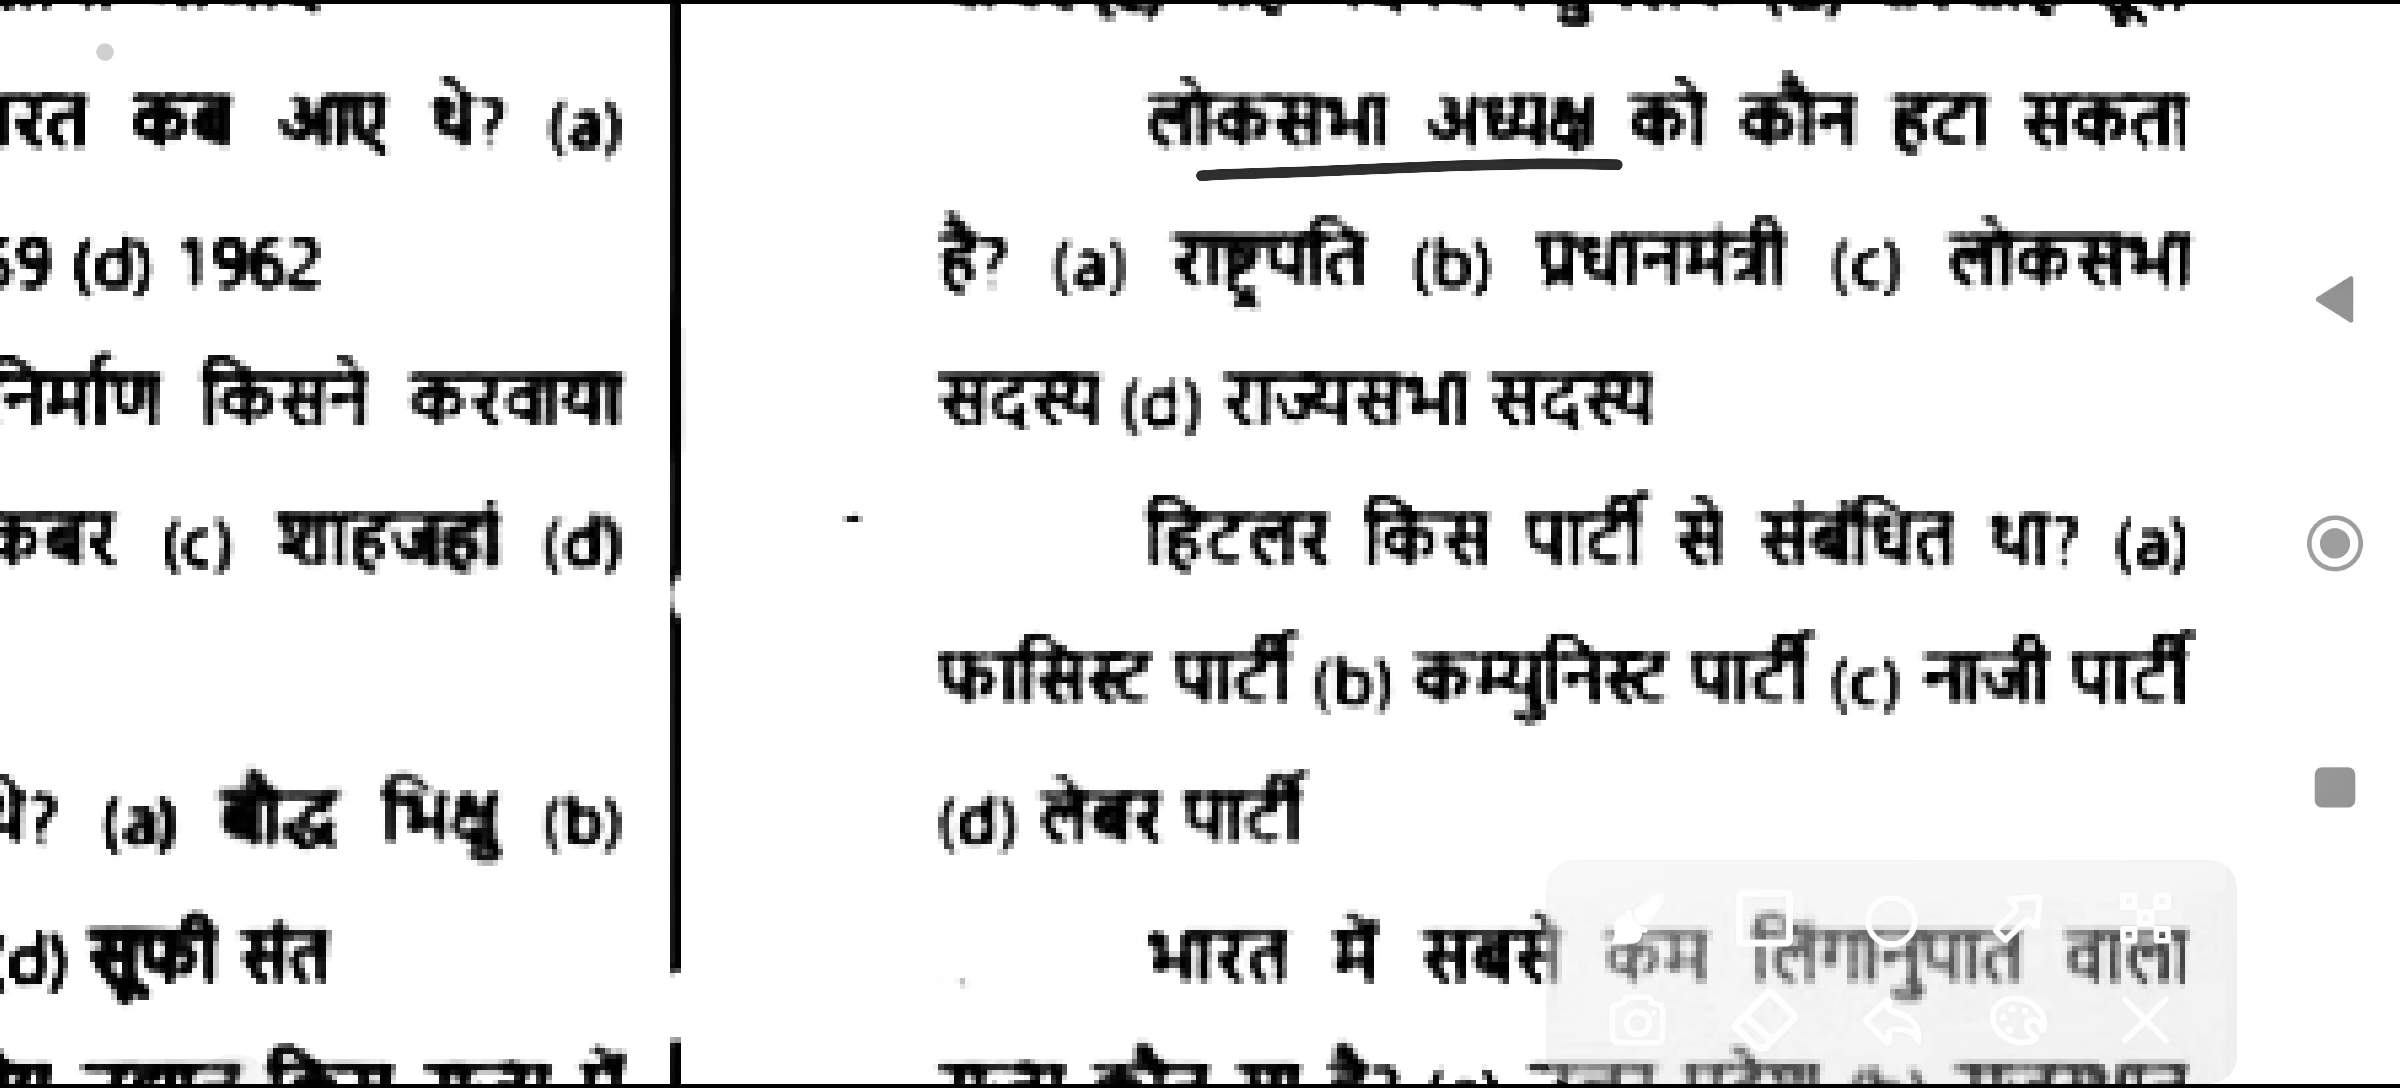 रत कब आए थे? (a)
59 (d) 1962
निर्माण किसने करवाया
कबर (c) शाहजहां (d)
थे? (a) बौद्ध भिक्षु (b)
(d) सूफी संत
लोकसभा अध्यक्ष को कौन हटा सकता
है? (a) राष्ट्रपति (b) प्रधानमंत्री (c) लोकसभा
सदस्य (d) राज्यसभा सदस्य
हिटलर किस पार्टी से संबंधित था? (a)
फासिस्ट पार्टी (b) कम्युनिस्ट पार्टी (c) नाजी पार्टी
(d) लेबर पार्टी
भारत में सबसे कम लिंगानुपात वाला